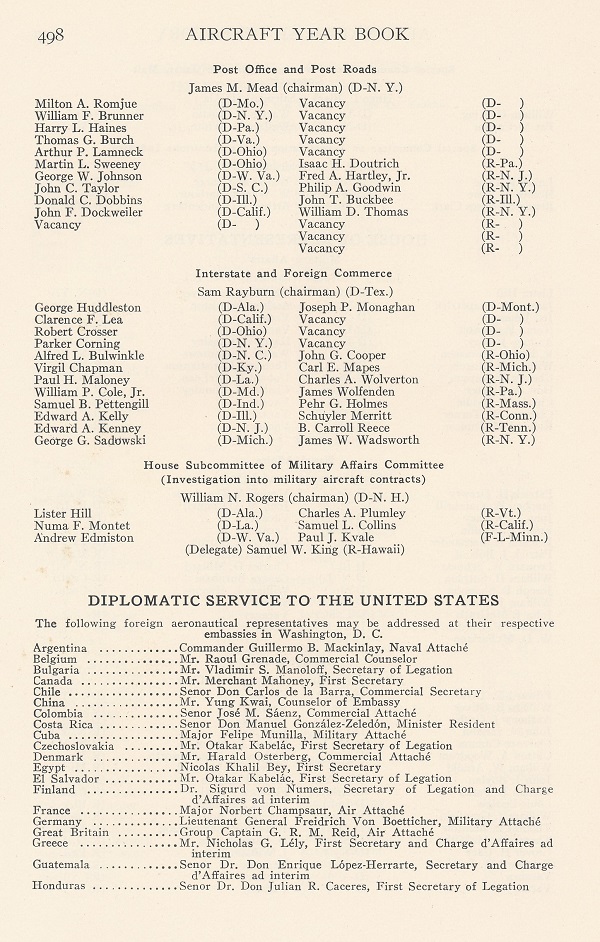 498 AIRCRAFT YEAR BOOK
Post Office and Post Roads
James M. Mead (chairman) (D-N. Y.)
Milton A. Romjue (D-Mo.) Vacancy (D- )
William F. Brunner (D-N. Y.) Vacancy (D- )
Harry L. Haines (D-Pa.) Vacancy (D- )
Thomas G. Burch (D-Va.) Vacancy (D- )
Arthur P. Lamneck (D-Ohio) Vacancy (D- )
Martin L. Sweeney (D-Ohio) Isaac H. Doutrich (R-Pa.)
George W. Johnson (D-W. Va.) Fred A. Hartley, Jr. (R-N. J.)
John C. Taylor (D-S. C.) Philip A. Goodwin (R-N. Y.)
Donald C. Dobbins (D-Ill.) John T. Buckbee (R-Ill.)
John F. Dockweiler (D-Calif.) William D. Thomas (R-N. Y.)
Vacancy (D- ) Vacancy (R- )
Vacancy (R- )
Vacancy (R- )
Interstate and Foreign Commerce
Sam Rayburn (chairman) (D-Tex.)
George Huddleston (D-Ala.) Joseph P. Monaghan (D-Mont.)
Clarence F. Lea (D-Calif.) Vacancy (D- )
Robert Crosser (D-Ohio) Vacancy (D- )
Parker Corning (D-N. Y.) Vacancy (D- )
Alfred L. Bulwinkle (D-N. C.) John G. Cooper (R-Ohio)
Virgil Chapman (D-Ky.) Carl E. Mapes (R-Mich.)
Paul H. Maloney (D-La.) Charles A. Wolverton (R-N. J.)
William P. Cole, Jr. (D-Md.) James Wolfenden (R-Pa.)
Samuel B. Pettengill (D-Ind.) Pehr G. Holmes (R-Mass.)
Edward A. Kelly (D-Ill.) Schuyler Merritt (R-Conn.)
Edward A. Kenney (D-N. J.) B. Carroll Reece (R-Tenn.)
George G. Sadowski (D-Mich.) James W. Wadsworth (R-N. Y.)
House Subcommittee of Military Affairs Committee
(Investigation into military aircraft contracts)
William N. Rogers (chairman) (D-N. H.)
Lister Hill (D-Ala.) Charles A. Plumley (R-Vt.)
Numa F. Montet (D-La.) Samuel L. Collins (R-Calif.)
Andrew Edmiston (D-W. Va.) Paul J. Kvale (F-L-Minn.)
(Delegate) Samuel W. King (R-Hawaii)
DIPLOMATIC SERVICE TO THE UNITED STATES
The following foreign aeronautical representatives may be addressed at their respective
embassies in Washington, D. C.
Argentina .............Commander Guillermo B. Mackinlay, Naval Attaché
Belgium ..............Mr. Raoul Grenade, Commercial Counselor
Bulgaria ..............Mr. Vladimir S. Manoloff, Secretary of Legation
Canada ...............Mr. Merchant Mahoney, First Secretary
Chile .................Senor Don Carlos de la Barra, Commercial Secretary
China ................Mr. Yung Kwai, Counselor of Embassy
Colombia .............Senor José M. Sáenz, Commercial Attaché
Costa Rica ............Senor Don Manuel González-Zeledón, Minister Resident
Cuba .................Major Felipe Munilla, Military Attaché
Czechoslovakia .........Mr. Otakar Kabelác, First Secretary of Legation
Denmark ..............Mr. Harald Osterberg, Commercial Attaché
Egypt ................Nicolas Khalil Bey, First Secretary
El Salvador ...........Mr. Otakar Kabelác, First Secretary of Legation
Finland ..............Dr. Sigurd von Numers, Secretary of Legation and Charge
d'Affaires ad interim
France ...............Major Norbert Champsaur, Air Attaché
Germany .............Lieutenant General Freidrich Von Boetticher, Military Attaché
Great Britain ..........Group Captain G. R. M. Reid, Air Attaché
Greece ...............Mr. Nicholas G. Lély, First Secretary and Charge d'Affaires ad
interim
Guatemala ............Senor Dr. Don Enrique López-Herrarte, Secretary and Charge
d'Affaires ad interim
Honduras .............Senor Dr. Don Julian R. Caceres, First Secretary of Legation